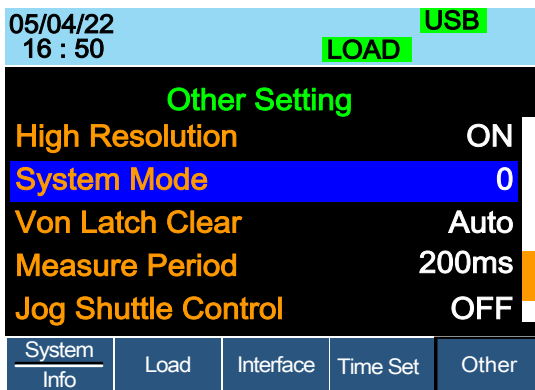 05/04/22 USB
16 : 50 LOAD
Other Setting
High Resolution ON
System Mode 0
Von Latch Clear Auto
Measure Period 200ms
Jog Shuttle Control OFF
System Load Interface Time Set Other
Info